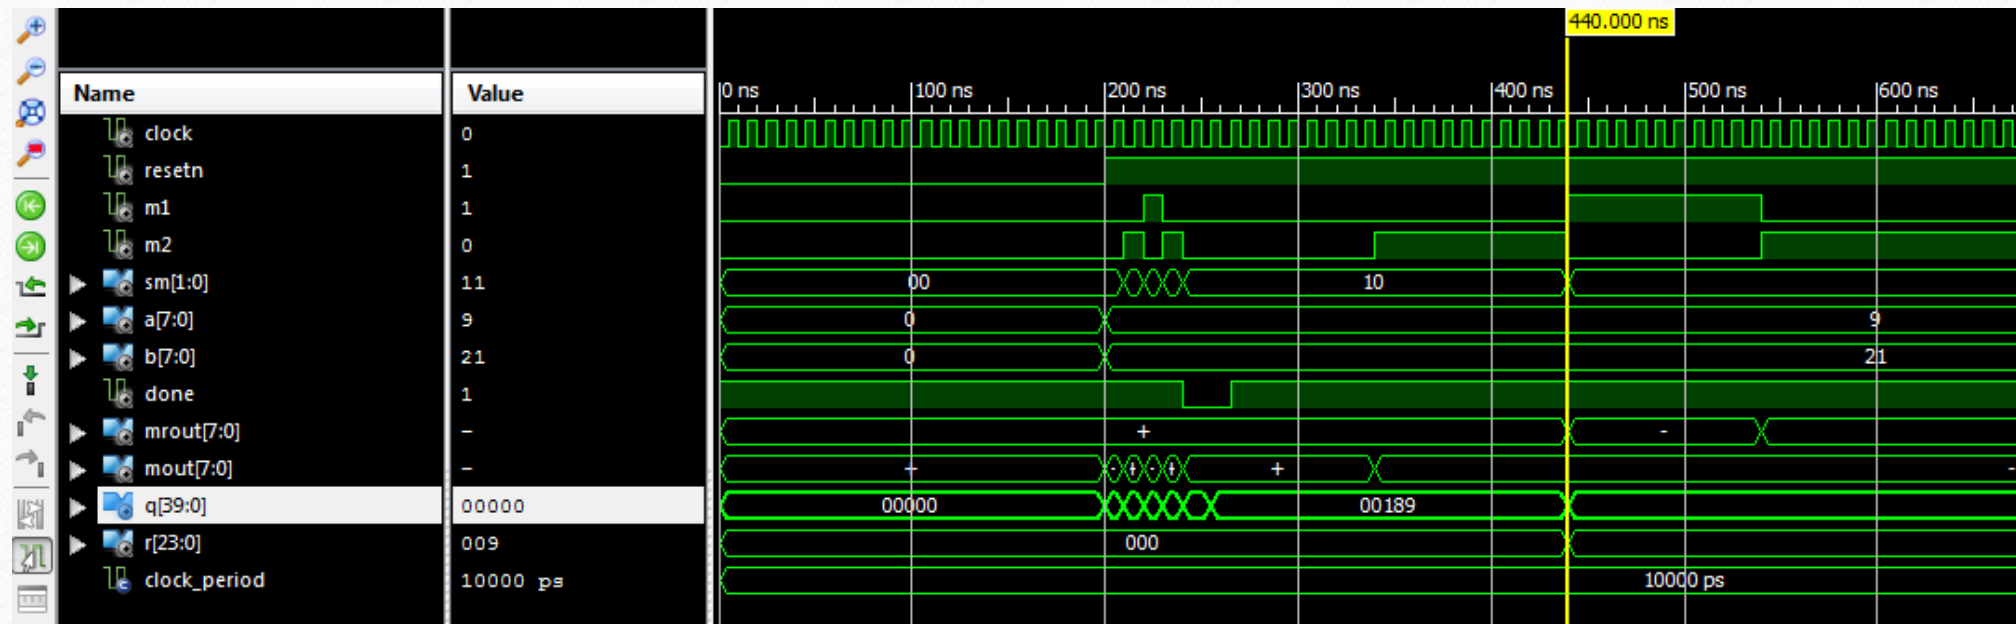 440.000 ns
Name Value 0 ns 100 ns 200 ns 300 ns 400 ns 500 ns 600 ns
clock 0
resetn 1
m1 1
m2 0
sm[1:0] 11 00 10
a[7:0] 9 0 9
b[7:0] 21 0 21
done 1
mrout[7:0] - + -
mout[7:0] - + - + - + + -
q[39:0] 00000 00000 00189
r[23:0] 009 000
clock_period 10000 ps 10000 ps